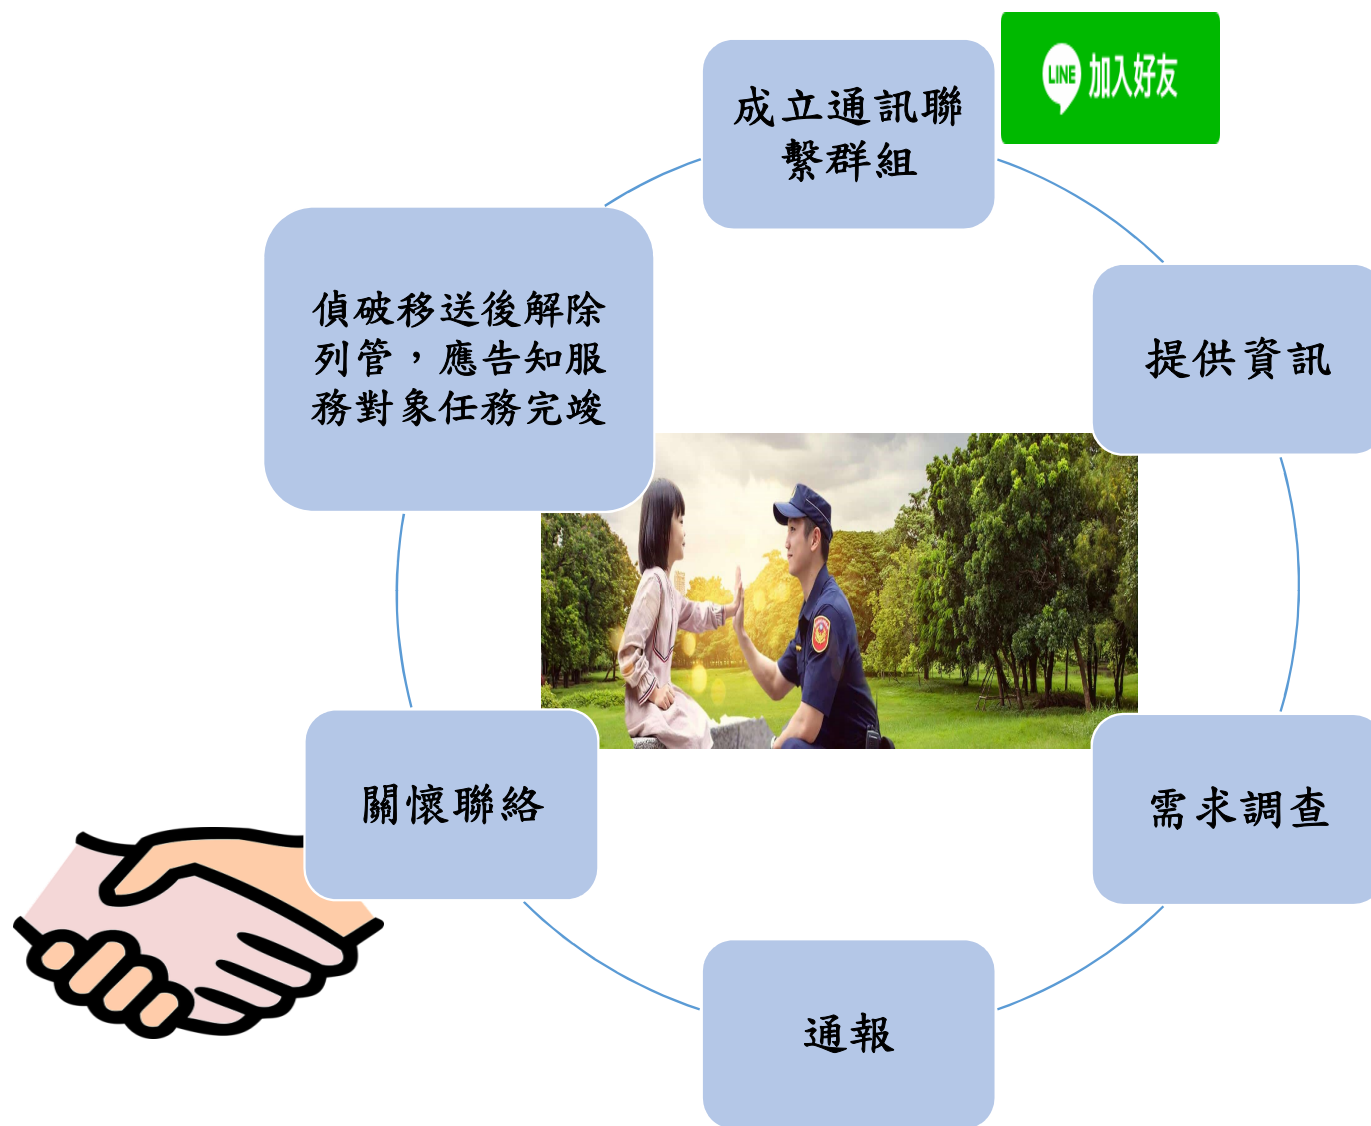 成立通訊聯
繫群組
LINE 加入好友
提供資訊
需求調查
通報
關懷聯絡
偵破移送後解除
列管，應告知服
務對象任務完竣